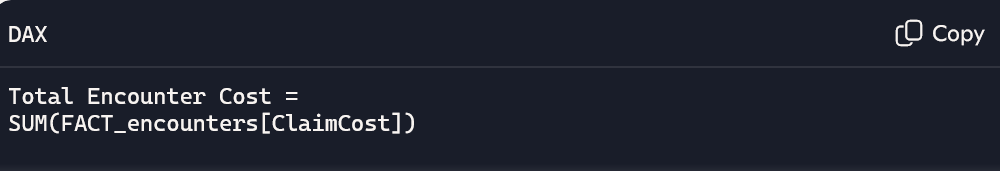 DAX
Copy
Total Encounter Cost =
SUM(FACT_encounters[ClaimCost])